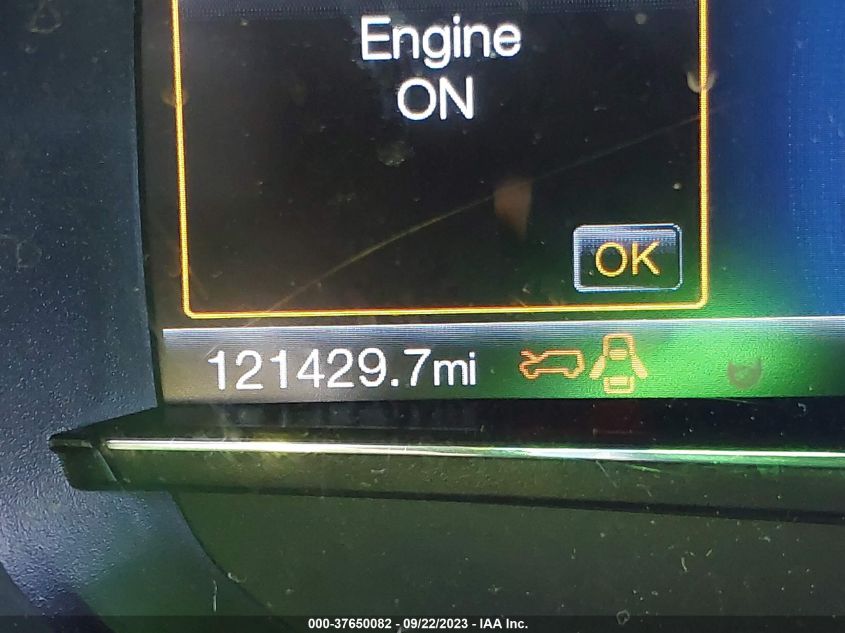 Engine
ON
OK
121429.7mi
000-37650082 - 09/22/2023 - IAA Inc.